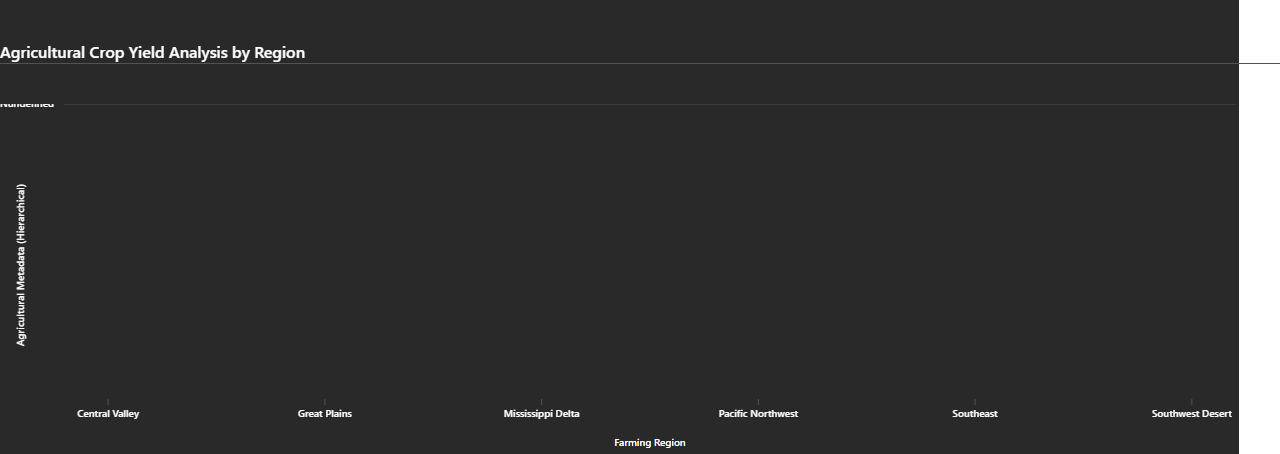 Agricultural Crop Yield Analysis by Region
Nundefined
Agricultural Metadata (Hierarchical)
Central Valley
Great Plains
Mississippi Delta
Pacific Northwest
Southeast
Southwest Desert
Farming Region